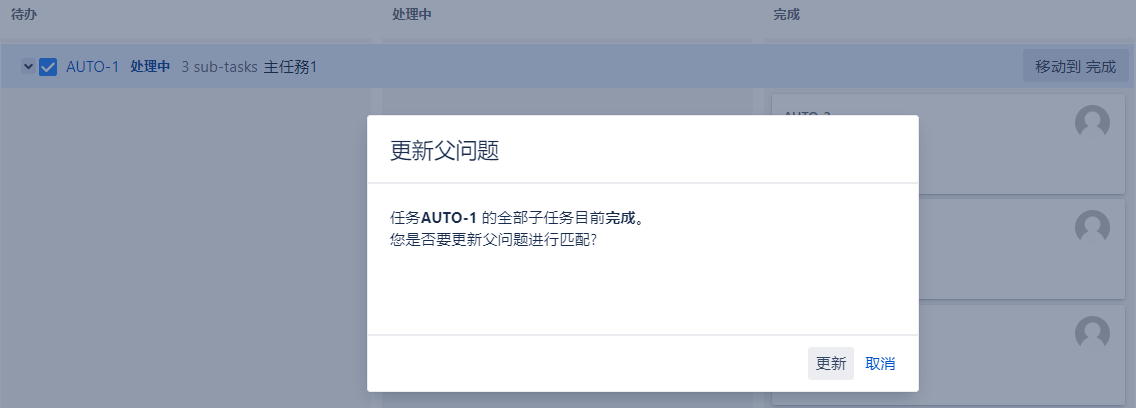 待办
处理中
完成
AUTO-1 处理中 3 sub-tasks 主任務1
移动到 完成
更新父问题
任务AUTO-1 的全部子任务目前完成。
您是否要更新父问题进行匹配?
更新 取消